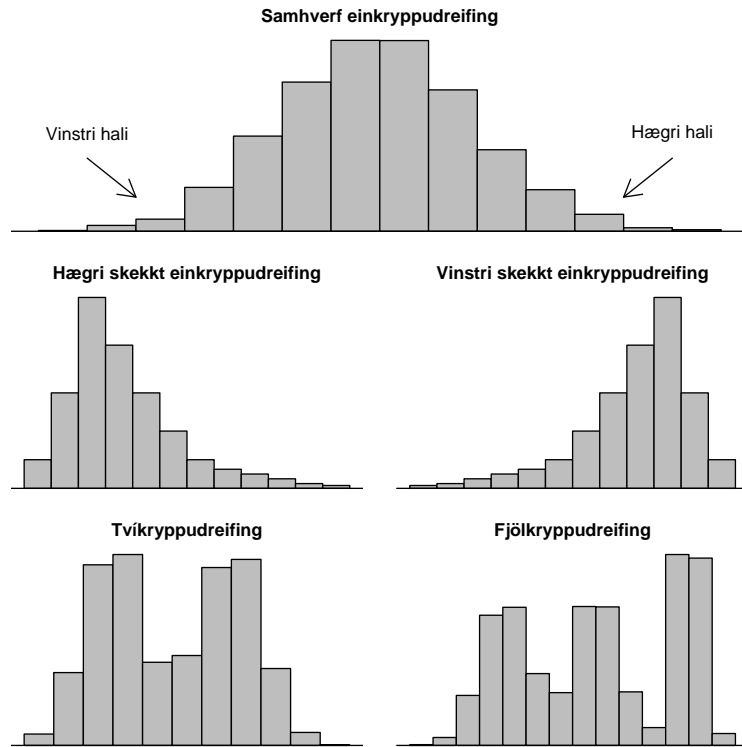 Samhverf einkryppudreifing
Vinstri hali
Hægri hali
Hægri skekkt einkryppudreifing
Vinstri skekkt einkryppudreifing
Tvíkryppudreifing
Fjölkryppudreifing